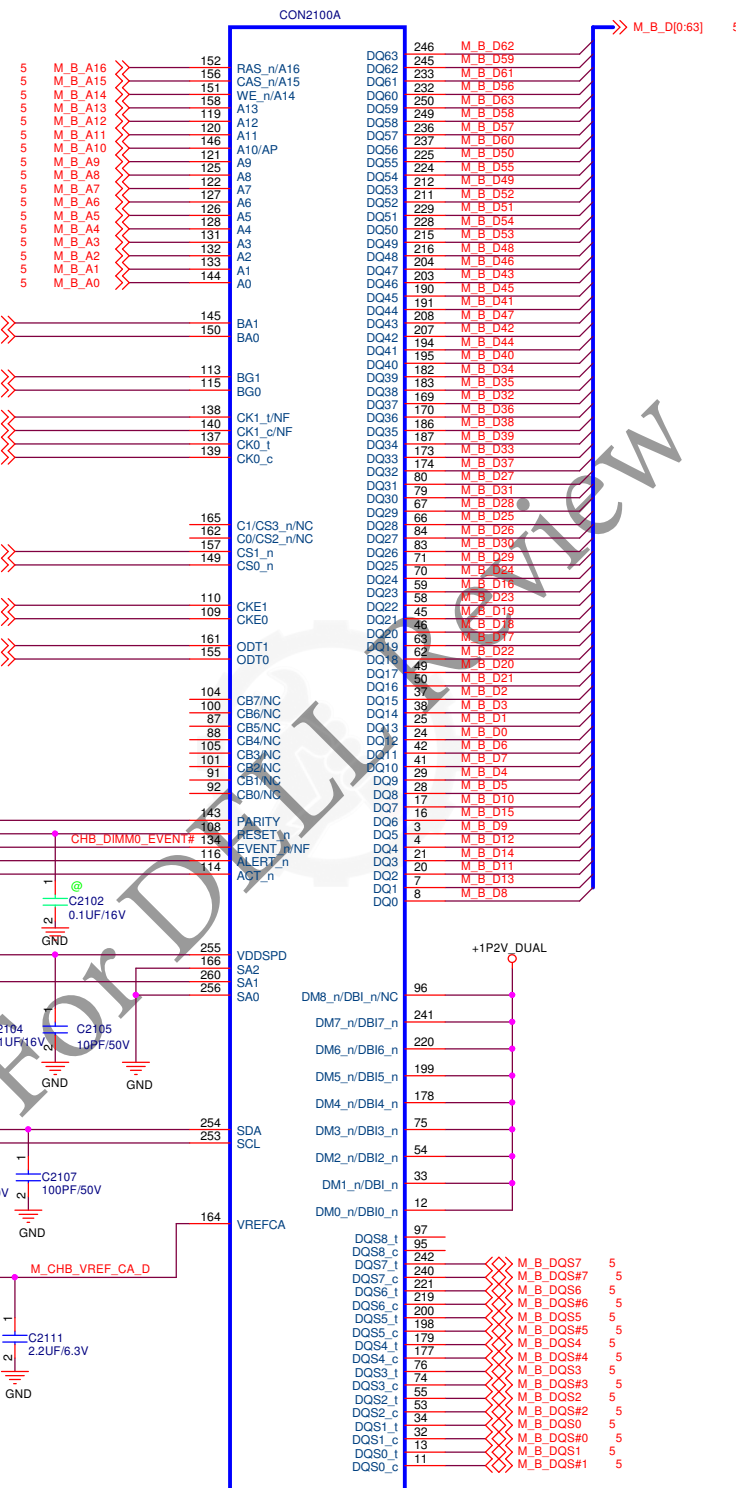 CON2100A
M_B_D[0:63] 5
5 M_B_A16 152 RAS_n/A16
5 M_B_A15 156 CAS_n/A15
5 M_B_A14 151 WE_n/A14
5 M_B_A13 158 A13
5 M_B_A12 119 A12
5 M_B_A11 120 A11
5 M_B_A10 146 A10/AP
5 M_B_A9 121 A9
5 M_B_A8 125 A8
5 M_B_A7 122 A7
5 M_B_A6 127 A6
5 M_B_A5 126 A5
5 M_B_A4 128 A4
5 M_B_A3 131 A3
5 M_B_A2 132 A2
5 M_B_A1 133 A1
5 M_B_A0 144 A0
145 BA1
150 BA0
113 BG1
115 BG0
138 CK1_t/NF
140 CK1_c/NF
137 CK0_t
139 CK0_c
165 C1/CS3_n/NC
162 C0/CS2_n/NC
157 CS1_n
149 CS0_n
110 CKE1
109 CKE0
161 ODT1
155 ODT0
104 CB7/NC
100 CB6/NC
87 CB5/NC
88 CB4/NC
105 CB3/NC
101 CB2/NC
91 CB1/NC
92 CB0/NC
143 PARITY
108 RESET_n
CHB_DIMM0_EVENT# 134 EVENT_n/NF
116 ALERT_n
114 ACT_n
@
1
C2102
0.1UF/16V
2
GND
255 VDDSPD
166 SA2
260 SA1
256 SA0
1
2104
1UF/16V
C2105
10PF/50V
2
GND
GND
254 SDA
253 SCL
1
C2107
100PF/50V
2
GND
164 VREFCA
M_CHB_VREF_CA_D
1
C2111
2.2UF/6.3V
2
GND
DQ63 246 M_B_D62
DQ62 245 M_B_D59
DQ61 233 M_B_D61
DQ60 232 M_B_D56
DQ59 250 M_B_D63
DQ58 249 M_B_D58
DQ57 236 M_B_D57
DQ56 237 M_B_D60
DQ55 225 M_B_D50
DQ54 224 M_B_D55
DQ53 212 M_B_D49
DQ52 211 M_B_D52
DQ51 229 M_B_D51
DQ50 228 M_B_D54
DQ49 215 M_B_D53
DQ48 216 M_B_D48
DQ47 204 M_B_D46
DQ46 203 M_B_D43
DQ45 190 M_B_D45
DQ44 191 M_B_D41
DQ43 208 M_B_D47
DQ42 207 M_B_D42
DQ41 194 M_B_D44
DQ40 195 M_B_D40
DQ39 182 M_B_D34
DQ38 183 M_B_D35
DQ37 169 M_B_D32
DQ36 170 M_B_D36
DQ35 186 M_B_D38
DQ34 187 M_B_D39
DQ33 173 M_B_D33
DQ32 174 M_B_D37
DQ31 80 M_B_D27
DQ30 79 M_B_D31
DQ29 67 M_B_D28
DQ28 66 M_B_D25
DQ27 84 M_B_D26
DQ26 83 M_B_D30
DQ25 71 M_B_D29
DQ24 70 M_B_D24
DQ23 59 M_B_D16
DQ22 58 M_B_D23
DQ21 45 M_B_D19
DQ20 46 M_B_D18
DQ19 63 M_B_D17
DQ18 62 M_B_D22
DQ17 49 M_B_D20
DQ16 50 M_B_D21
DQ15 37 M_B_D2
DQ14 38 M_B_D3
DQ13 25 M_B_D1
DQ12 24 M_B_D0
DQ11 42 M_B_D6
DQ10 41 M_B_D7
DQ9 29 M_B_D4
DQ8 28 M_B_D5
DQ7 17 M_B_D10
DQ6 16 M_B_D15
DQ5 3 M_B_D9
DQ4 4 M_B_D12
DQ3 21 M_B_D14
DQ2 20 M_B_D11
DQ1 7 M_B_D13
DQ0 8 M_B_D8
+1P2V_DUAL
DM8_n/DBI_n/NC 96
DM7_n/DBI7_n 241
DM6_n/DBI6_n 220
DM5_n/DBI5_n 199
DM4_n/DBI4_n 178
DM3_n/DBI3_n 75
DM2_n/DBI2_n 54
DM1_n/DBI_n 33
DM0_n/DBI0_n 12
DQS8_t 97
DQS8_c 95
DQS7_t 242 M_B_DQS7 5
DQS7_c 240 M_B_DQS#7 5
DQS6_t 221 M_B_DQS6 5
DQS6_c 219 M_B_DQS#6 5
DQS5_t 200 M_B_DQS5 5
DQS5_c 198 M_B_DQS#5 5
DQS4_t 179 M_B_DQS4 5
DQS4_c 177 M_B_DQS#4 5
DQS3_t 76 M_B_DQS3 5
DQS3_c 74 M_B_DQS#3 5
DQS2_t 55 M_B_DQS2 5
DQS2_c 53 M_B_DQS#2 5
DQS1_t 34 M_B_DQS0 5
DQS1_c 32 M_B_DQS#0 5
DQS0_t 13 M_B_DQS1 5
DQS0_c 11 M_B_DQS#1 5
For DELL Review